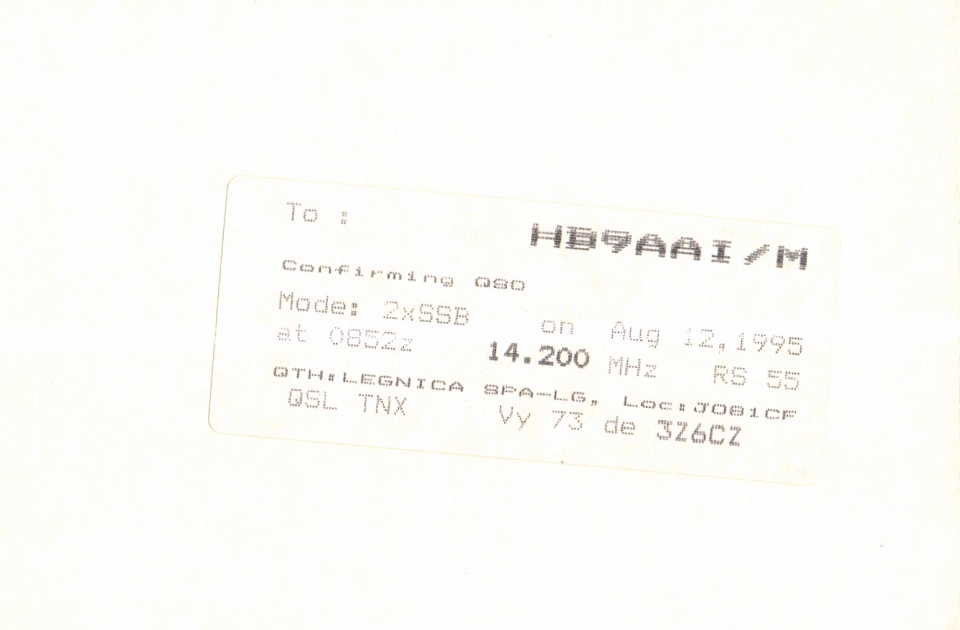 To :
HB9AAI/M
Confirming QSO
Mode: 2xSSB on Aug 12,1995
at 0852z 14.200 MHz RS 55
QTH:LEGNICA SPA-LG, Loc:JO81CF
QSL TNX Vy 73 de 3Z6CZ